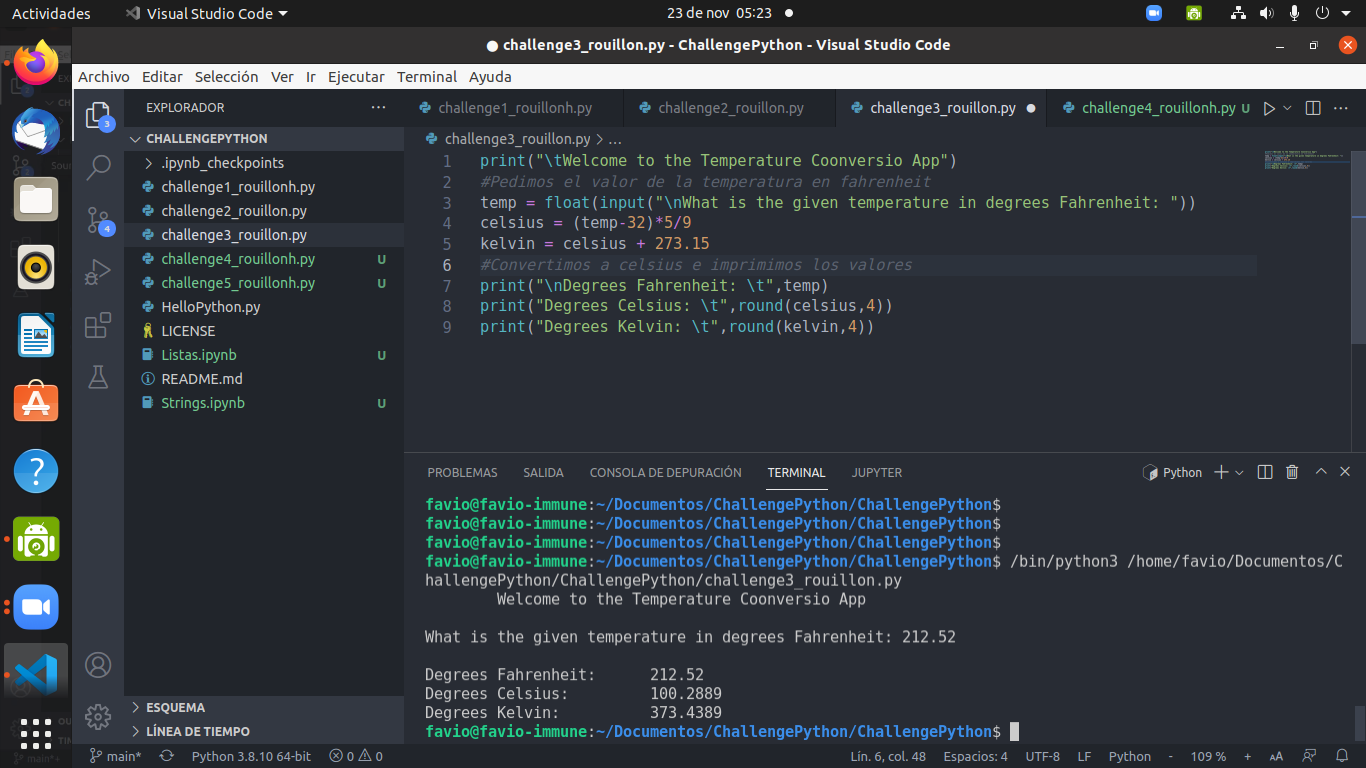 Actividades
Visual Studio Code
23 de nov 05:23
● challenge3_rouillon.py - ChallengePython - Visual Studio Code
Archivo Editar Selección Ver Ir Ejecutar Terminal Ayuda
EXPLORADOR
CHALLENGEPYTHON
.ipynb_checkpoints
challenge1_rouillonh.py
challenge2_rouillon.py
challenge3_rouillon.py
challenge4_rouillonh.py U
challenge5_rouillonh.py U
HelloPython.py
LICENSE
Listas.ipynb U
README.md
Strings.ipynb U
ESQUEMA
LÍNEA DE TIEMPO
3
4
challenge1_rouillonh.py challenge2_rouillon.py challenge3_rouillon.py challenge4_rouillonh.py U
challenge3_rouillon.py > ...
1 print("\tWelcome to the Temperature Coonversio App")
2 #Pedimos el valor de la temperatura en fahrenheit
3 temp = float(input("\nWhat is the given temperature in degrees Fahrenheit: "))
4 celsius = (temp-32)*5/9
5 kelvin = celsius + 273.15
6 #Convertimos a celsius e imprimimos los valores
7 print("\nDegrees Fahrenheit: \t",temp)
8 print("Degrees Celsius: \t",round(celsius,4))
9 print("Degrees Kelvin: \t",round(kelvin,4))
PROBLEMAS SALIDA CONSOLA DE DEPURACIÓN TERMINAL JUPYTER
Python
favio@favio-immune:~/Documentos/ChallengePython/ChallengePython$
favio@favio-immune:~/Documentos/ChallengePython/ChallengePython$
favio@favio-immune:~/Documentos/ChallengePython/ChallengePython$
favio@favio-immune:~/Documentos/ChallengePython/ChallengePython$ /bin/python3 /home/favio/Documentos/C
hallengePython/ChallengePython/challenge3_rouillon.py
Welcome to the Temperature Coonversio App
What is the given temperature in degrees Fahrenheit: 212.52
Degrees Fahrenheit: 212.52
Degrees Celsius: 100.2889
Degrees Kelvin: 373.4389
favio@favio-immune:~/Documentos/ChallengePython/ChallengePython$
main* Python 3.8.10 64-bit 0 0 Lín. 6, col. 48 Espacios: 4 UTF-8 LF Python - 109 % + AA